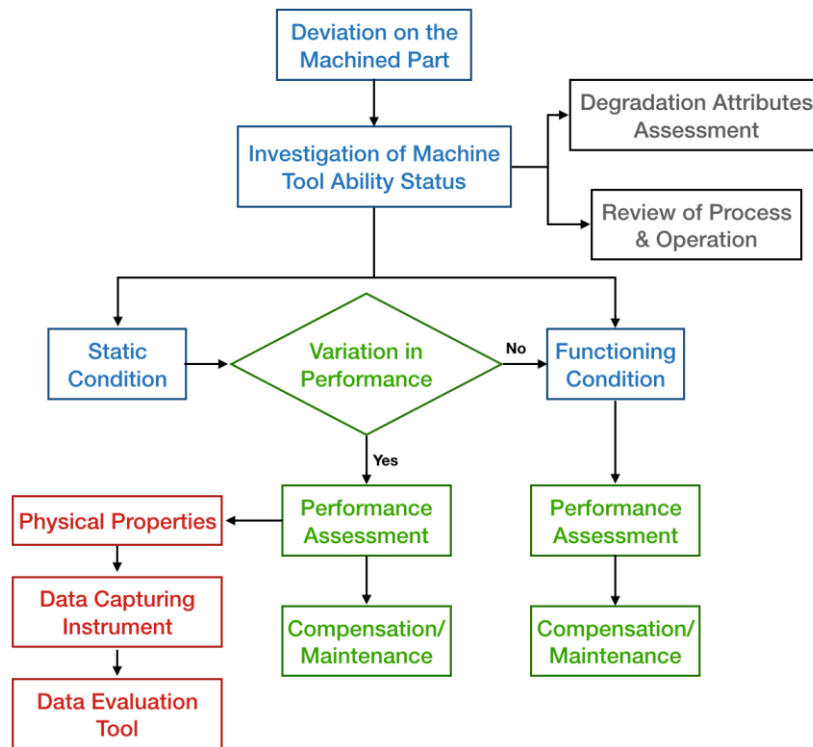 Deviation on the
Machined Part
Degradation Attributes
Assessment
Investigation of Machine
Tool Ability Status
Review of Process
& Operation
Static
Condition
Variation in
Performance
No
Functioning
Condition
Yes
Physical Properties
Performance
Assessment
Performance
Assessment
Data Capturing
Instrument
Compensation/
Maintenance
Compensation/
Maintenance
Data Evaluation
Tool